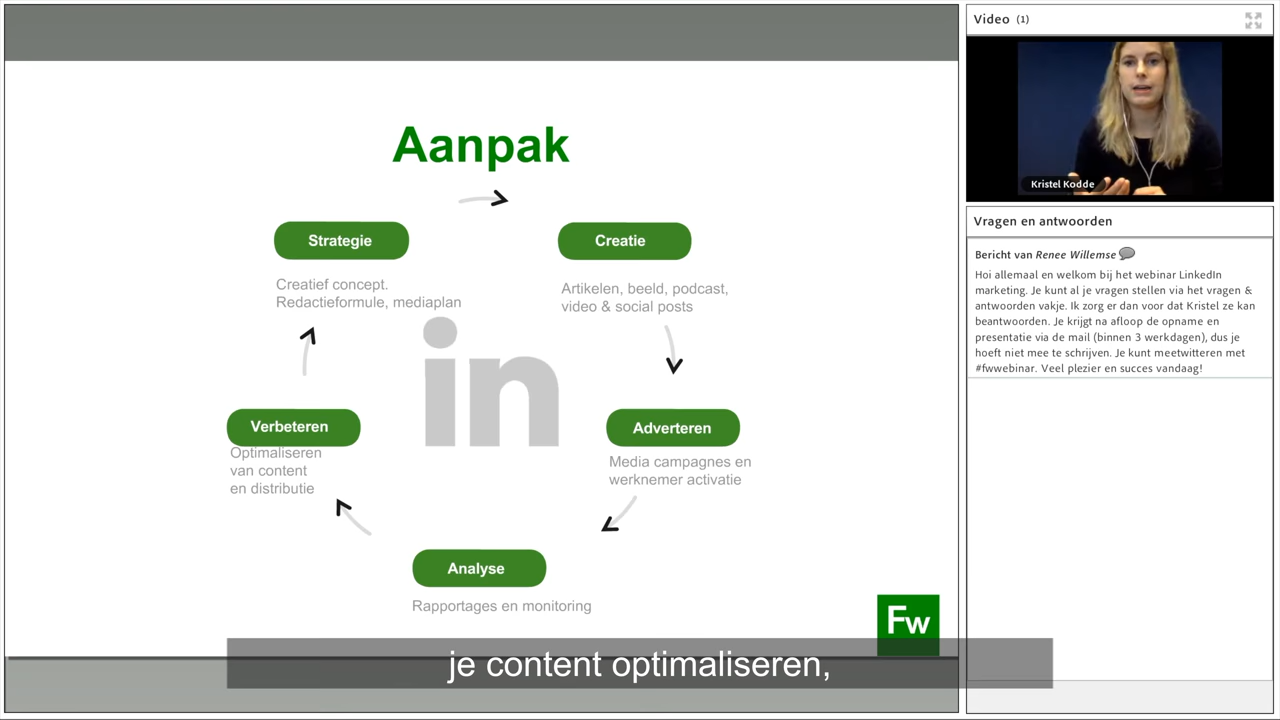 Aanpak
Strategie
Creatief concept.
Redactieformule, mediaplan
Creatie
Artikelen, beeld, podcast,
video & social posts
in
Verbeteren
Optimaliseren
van content
en distributie
Adverteren
Media campagnes en
werknemer activatie
Analyse
Rapportages en monitoring
Fw
je content optimaliseren,
Video (1)
Kristel Kodde
Vragen en antwoorden
Bericht van Renee Willemse
Hoi allemaal en welkom bij het webinar LinkedIn
marketing. Je kunt al je vragen stellen via het vragen &
antwoorden vakje. Ik zorg er dan voor dat Kristel ze kan
beantwoorden. Je krijgt na afloop de opname en
presentatie via de mail (binnen 3 werkdagen), dus je
hoeft niet mee te schrijven. Je kunt meetwitteren met
#fwwebinar. Veel plezier en succes vandaag!